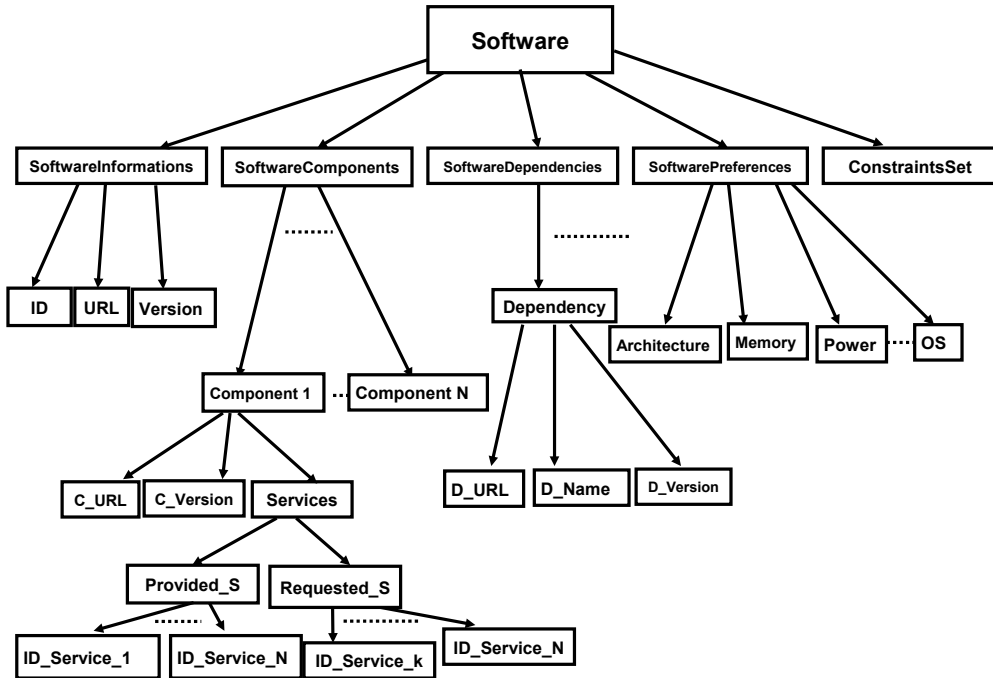 Software
SoftwareInformations
SoftwareComponents
SoftwareDependencies
SoftwarePreferences
ConstraintsSet
ID
URL
Version
Dependency
Architecture
Memory
Power
OS
Component 1
Component N
C_URL
C_Version
Services
D_URL
D_Name
D_Version
Provided_S
Requested_S
ID_Service_1
ID_Service_N
ID_Service_k
ID_Service_N